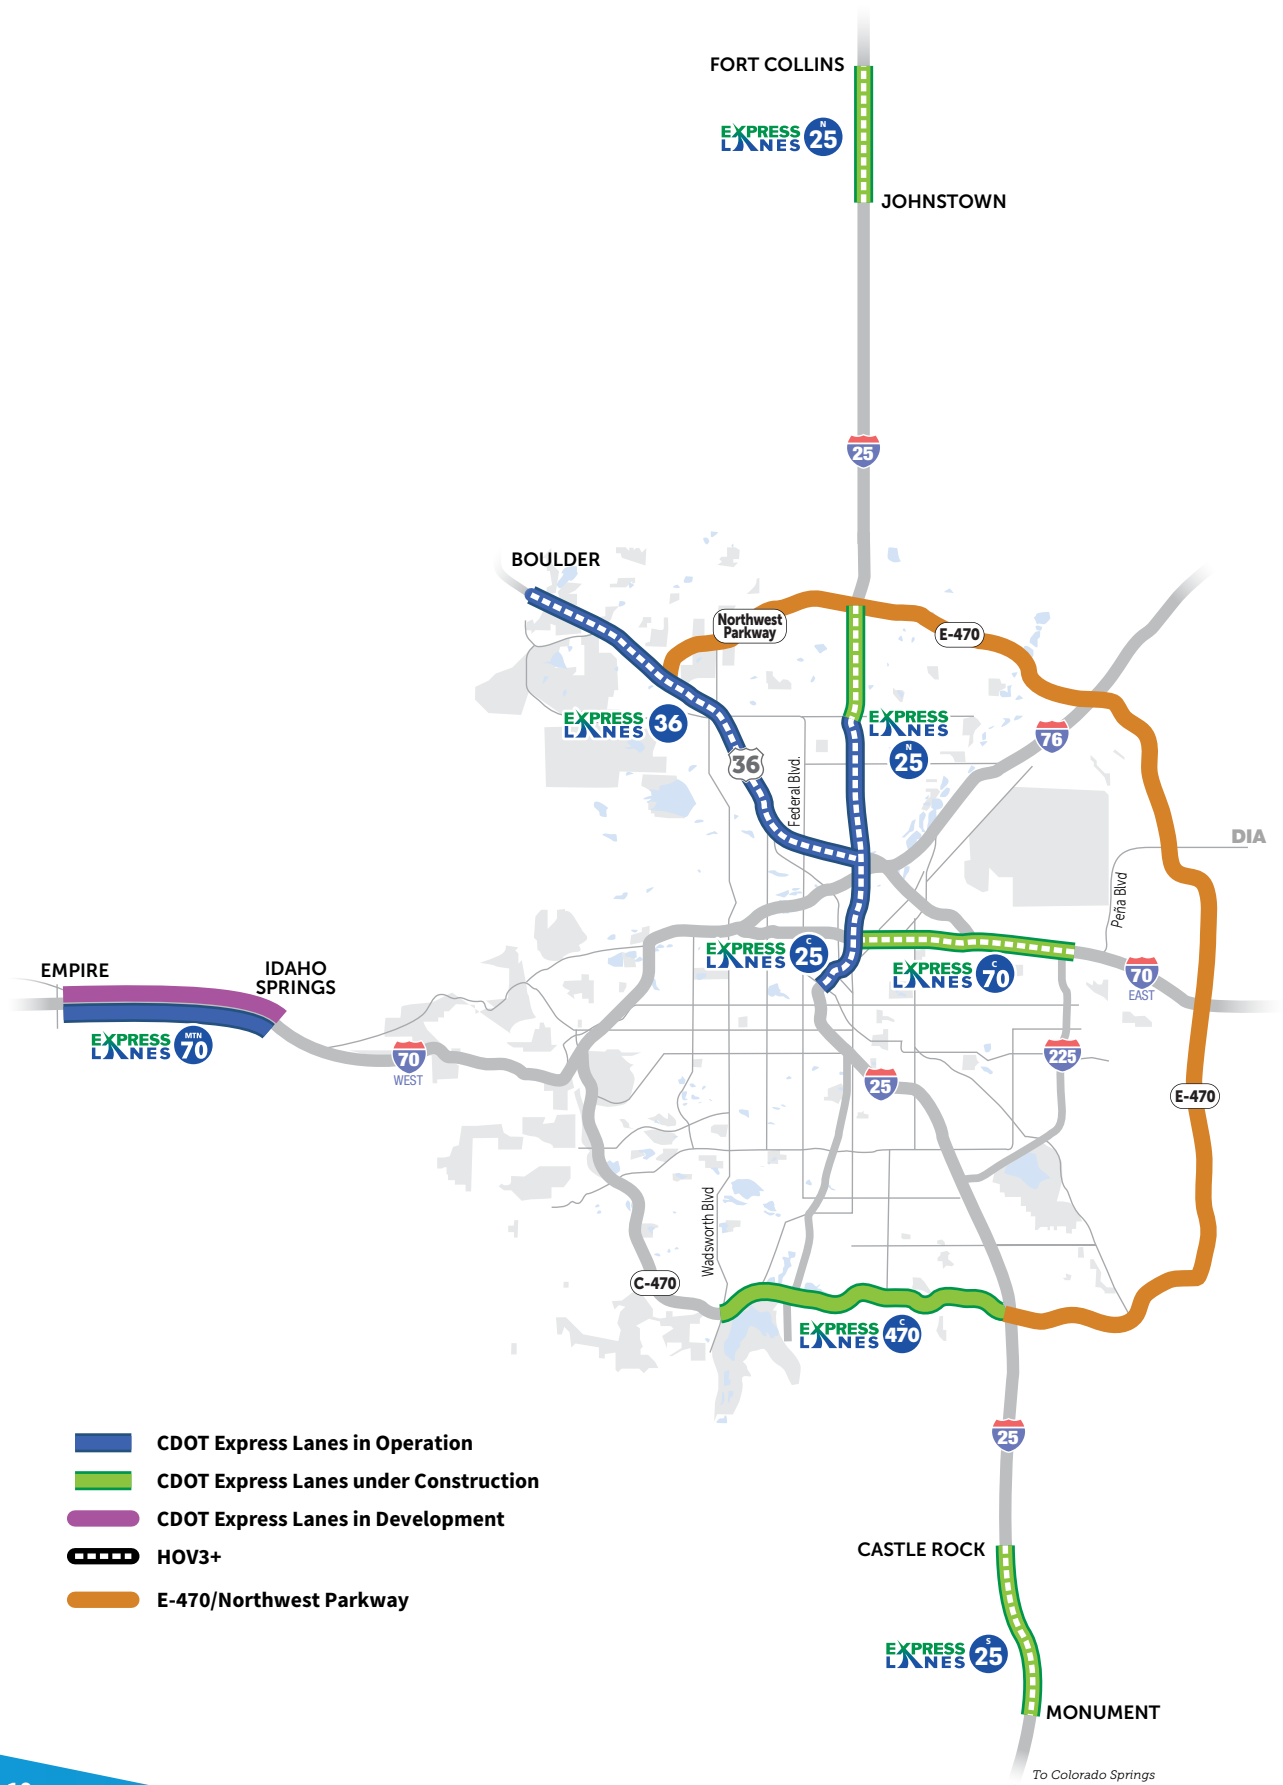 FORT COLLINS
EXPRESS
LANES
N
25
JOHNSTOWN
25
BOULDER
Northwest
Parkway
E-470
EXPRESS
LANES
36
EXPRESS
LANES
N
25
76
36
Federal Blvd.
DIA
Peña Blvd
EXPRESS
LANES
C
25
EMPIRE
IDAHO
SPRINGS
EXPRESS
LANES
C
70
70
EAST
EXPRESS
LANES
MTN
70
70
WEST
225
25
E-470
Wadsworth Blvd
C-470
EXPRESS
LANES
C
470
25
CDOT Express Lanes in Operation
CDOT Express Lanes under Construction
CDOT Express Lanes in Development
HOV3+
E-470/Northwest Parkway
CASTLE ROCK
EXPRESS
LANES
S
25
MONUMENT
To Colorado Springs